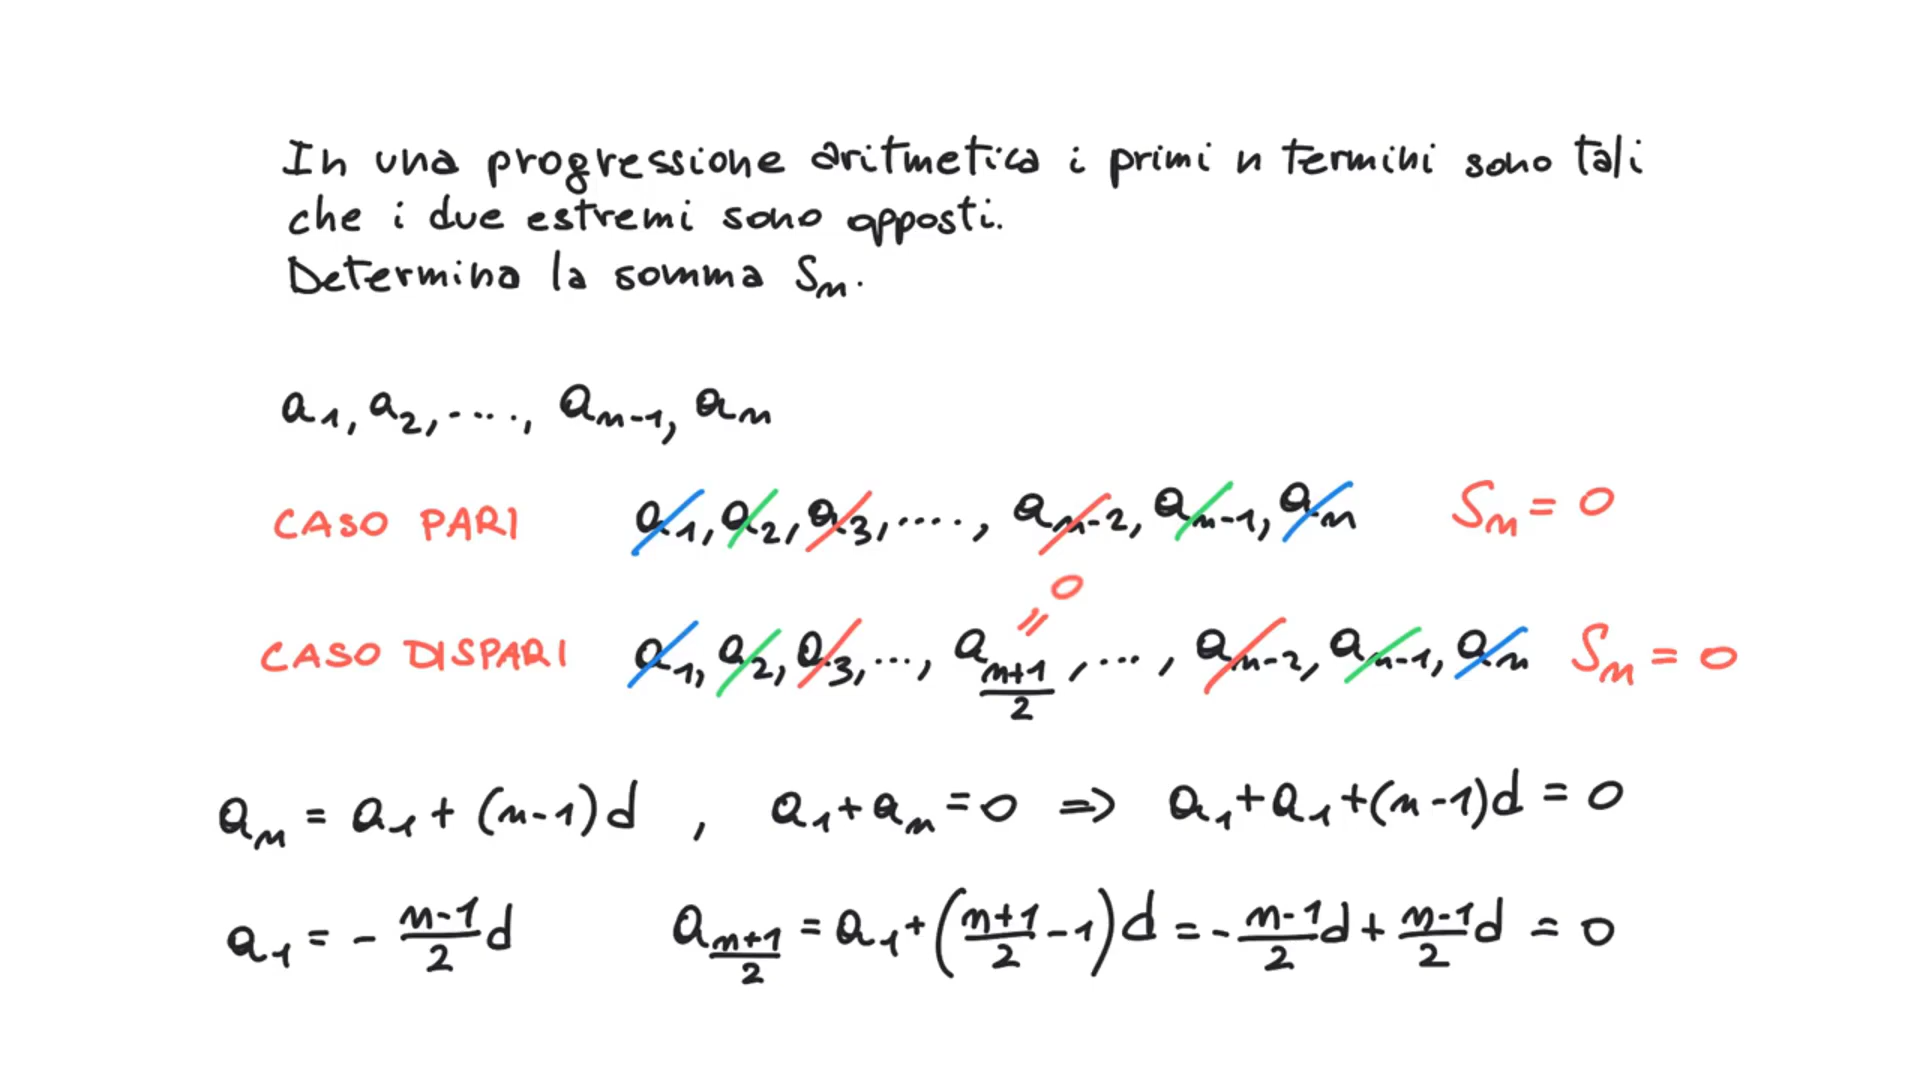 In una progressione aritmetica i primi n termini sono tali
che i due estremi sono opposti.
Determina la somma Sₙ.
a₁, a₂, ...., aₙ₋₁, aₙ
CASO PARI a₁, a₂, a₃, ...., aₙ₋₂, aₙ₋₁, aₙ Sₙ = 0
= 0
CASO DISPARI a₁, a₂, a₃, ..., a_{(n+1)/2}, ..., aₙ₋₂, aₙ₋₁, aₙ Sₙ = 0
aₙ = a₁ + (n-1)d , a₁ + aₙ = 0 => a₁ + a₁ + (n-1)d = 0
a₁ = - (n-1)/2 d a_{(n+1)/2} = a₁ + ((n+1)/2 - 1)d = - (n-1)/2 d + (n-1)/2 d = 0